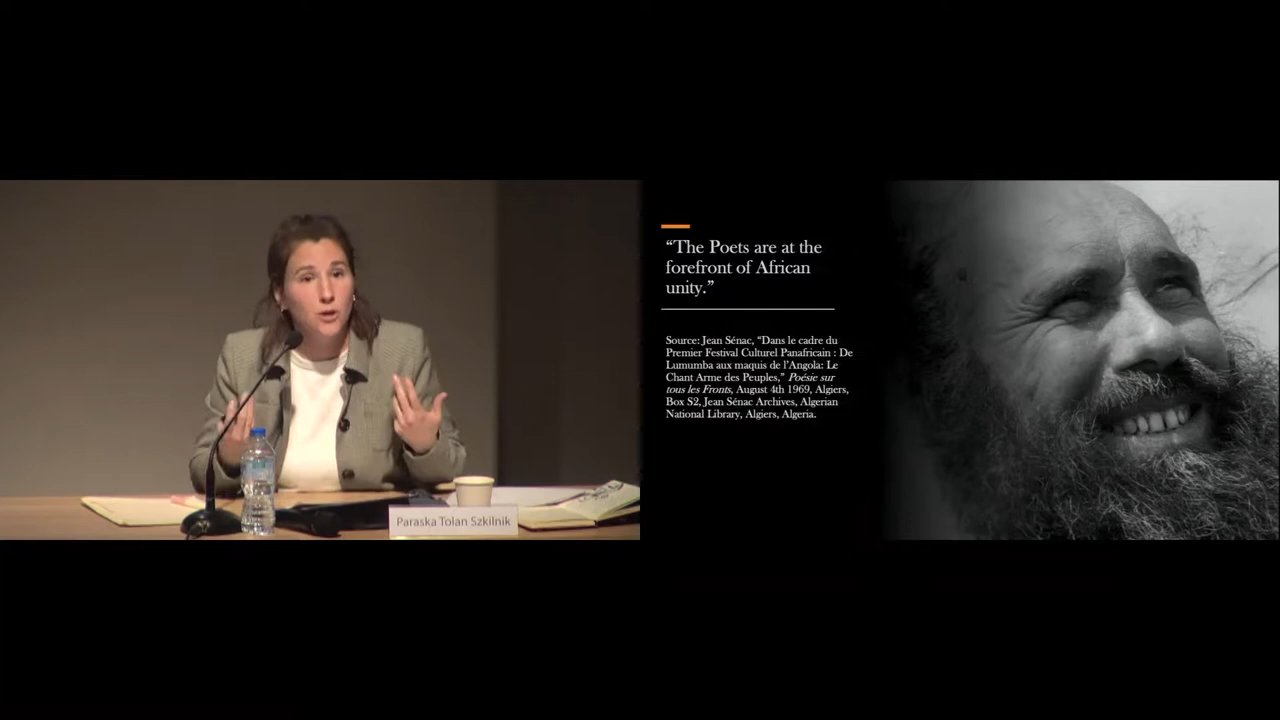 “The Poets are at the
forefront of African
unity.”
Source: Jean Sénac, “Dans le cadre du
Premier Festival Culturel Panafricain : De
Lumumba aux maquis de l’Angola: Le
Chant Arme des Peuples,” Poésie sur
tous les Fronts, August 4th 1969, Algiers,
Box S2, Jean Sénac Archives, Algerian
National Library, Algiers, Algeria.
Paraska Tolan Szkilnik